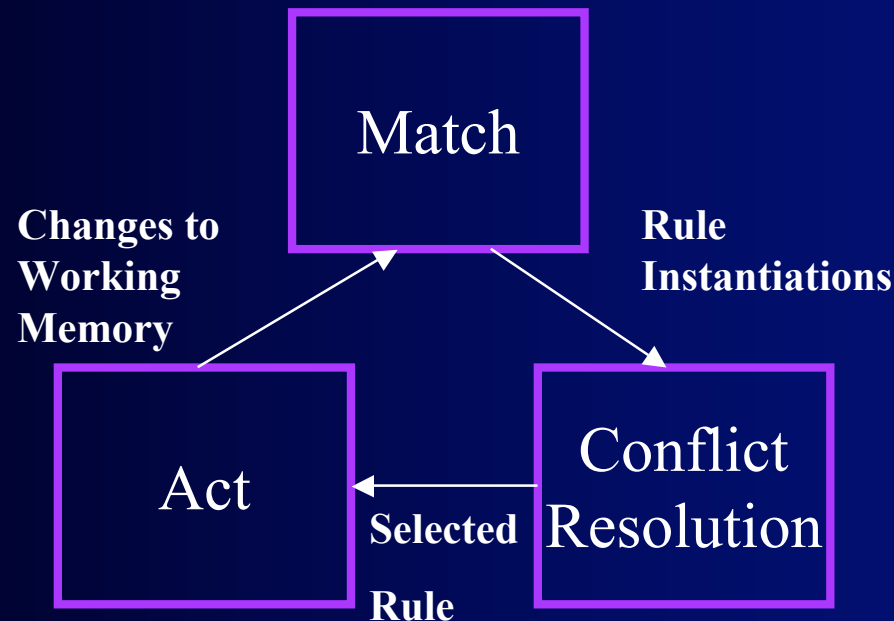 Match
Changes to
Working
Memory
Rule
Instantiations
Act
Selected
Rule
Conflict
Resolution